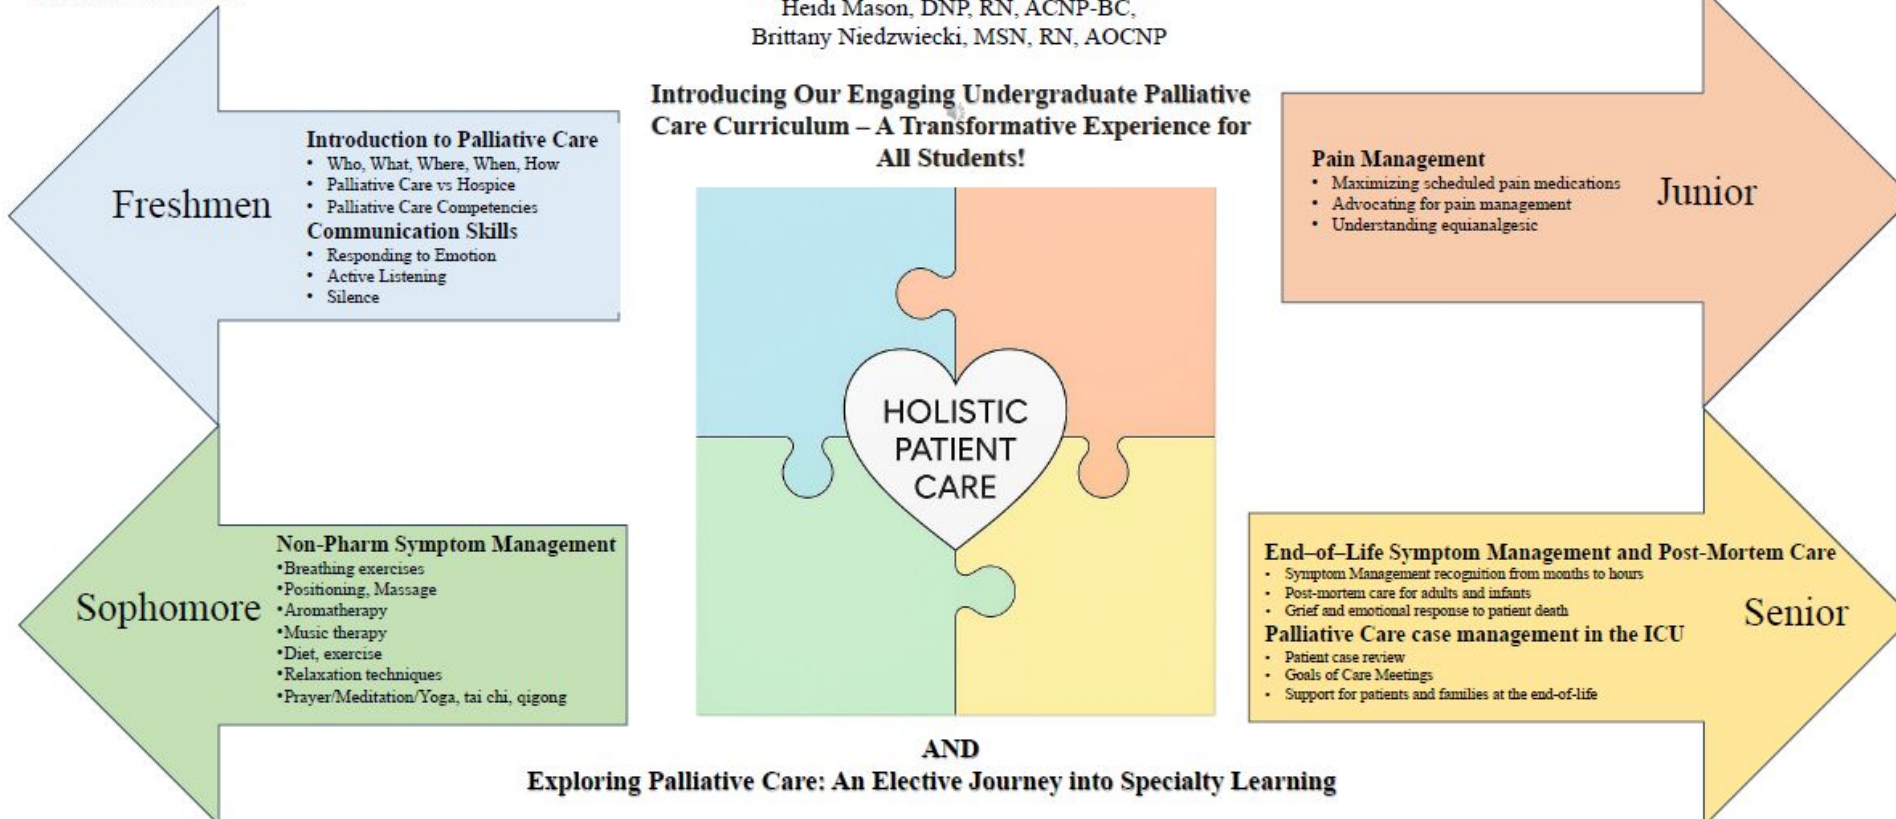 Heidi Mason, DNP, RN, ACNP-BC,
Brittany Niedzwiecki, MSN, RN, AOCNP
Introducing Our Engaging Undergraduate Palliative
Care Curriculum – A Transformative Experience for
All Students!
Freshmen
Introduction to Palliative Care
• Who, What, Where, When, How
• Palliative Care vs Hospice
• Palliative Care Competencies
Communication Skills
• Responding to Emotion
• Active Listening
• Silence
Pain Management
• Maximizing scheduled pain medications
• Advocating for pain management
• Understanding equianalgesic
Junior
HOLISTIC
PATIENT
CARE
Sophomore
Non-Pharm Symptom Management
•Breathing exercises
•Positioning, Massage
•Aromatherapy
•Music therapy
•Diet, exercise
•Relaxation techniques
•Prayer/Meditation/Yoga, tai chi, qigong
End–of–Life Symptom Management and Post-Mortem Care
• Symptom Management recognition from months to hours
• Post-mortem care for adults and infants
• Grief and emotional response to patient death
Palliative Care case management in the ICU
• Patient case review
• Goals of Care Meetings
• Support for patients and families at the end-of-life
Senior
AND
Exploring Palliative Care: An Elective Journey into Specialty Learning